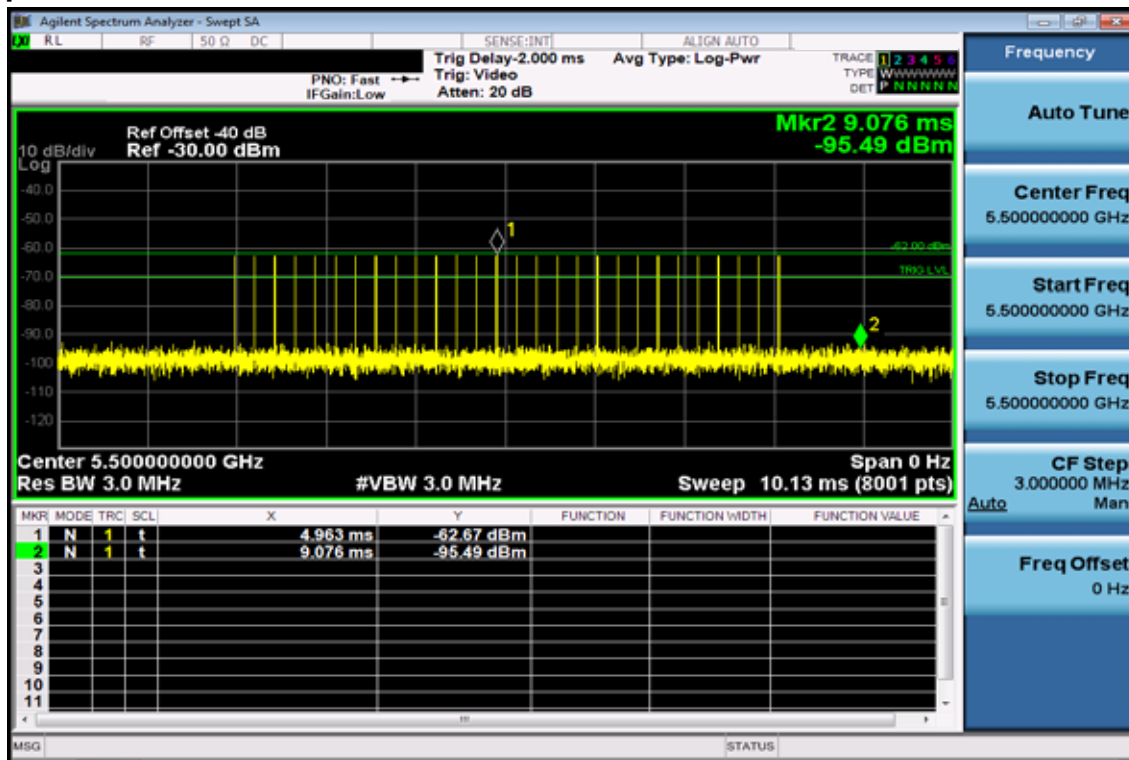 Agilent Spectrum Analyzer - Swept SA
RL RF 50 Ω DC SENSE:INT ALIGN AUTO
Trig Delay-2.000 ms Avg Type: Log-Pwr TRACE 1 2 3 4 5 6
PNO: Fast Trig: Video TYPE WWWWWW
IFGain:Low Atten: 20 dB DET P N N N N N
Frequency
Auto Tune
Center Freq
5.500000000 GHz
Start Freq
5.500000000 GHz
Stop Freq
5.500000000 GHz
CF Step
3.000000 MHz
Auto Man
Freq Offset
0 Hz
Mkr2 9.076 ms
-95.49 dBm
Ref Offset -40 dB
10 dB/div Ref -30.00 dBm
Log
-40.0
-50.0
-60.0
-70.0
-80.0
-90.0
-100
-110
-120
1
-62.00 dBm
TRIG LVL
2
Center 5.500000000 GHz Span 0 Hz
Res BW 3.0 MHz #VBW 3.0 MHz Sweep 10.13 ms (8001 pts)
MKR MODE TRC SCL X Y FUNCTION FUNCTION WIDTH FUNCTION VALUE
1 N 1 t 4.963 ms -62.67 dBm
2 N 1 t 9.076 ms -95.49 dBm
3
4
5
6
7
8
9
10
11
MSG STATUS